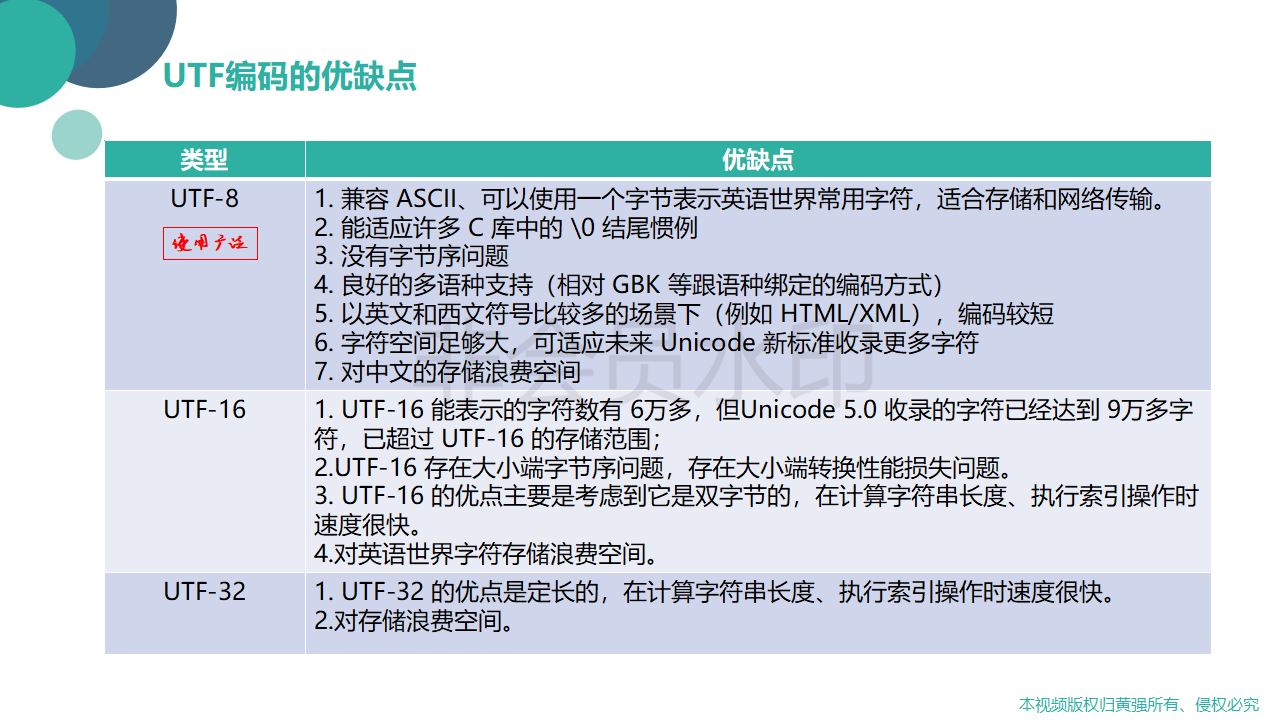 UTF编码的优缺点
类型
优缺点
UTF-8
使用广泛
1. 兼容 ASCII、可以使用一个字节表示英语世界常用字符，适合存储和网络传输。
2. 能适应许多 C 库中的 \0 结尾惯例
3. 没有字节序问题
4. 良好的多语种支持（相对 GBK 等跟语种绑定的编码方式）
5. 以英文和西文符号比较多的场景下（例如 HTML/XML），编码较短
6. 字符空间足够大，可适应未来 Unicode 新标准收录更多字符
7. 对中文的存储浪费空间
非会员水印
UTF-16
1. UTF-16 能表示的字符数有 6万多，但Unicode 5.0 收录的字符已经达到 9万多字
符，已超过 UTF-16 的存储范围；
2.UTF-16 存在大小端字节序问题，存在大小端转换性能损失问题。
3. UTF-16 的优点主要是考虑到它是双字节的，在计算字符串长度、执行索引操作时
速度很快。
4.对英语世界字符存储浪费空间。
UTF-32
1. UTF-32 的优点是定长的，在计算字符串长度、执行索引操作时速度很快。
2.对存储浪费空间。
本视频版权归黄强所有、侵权必究